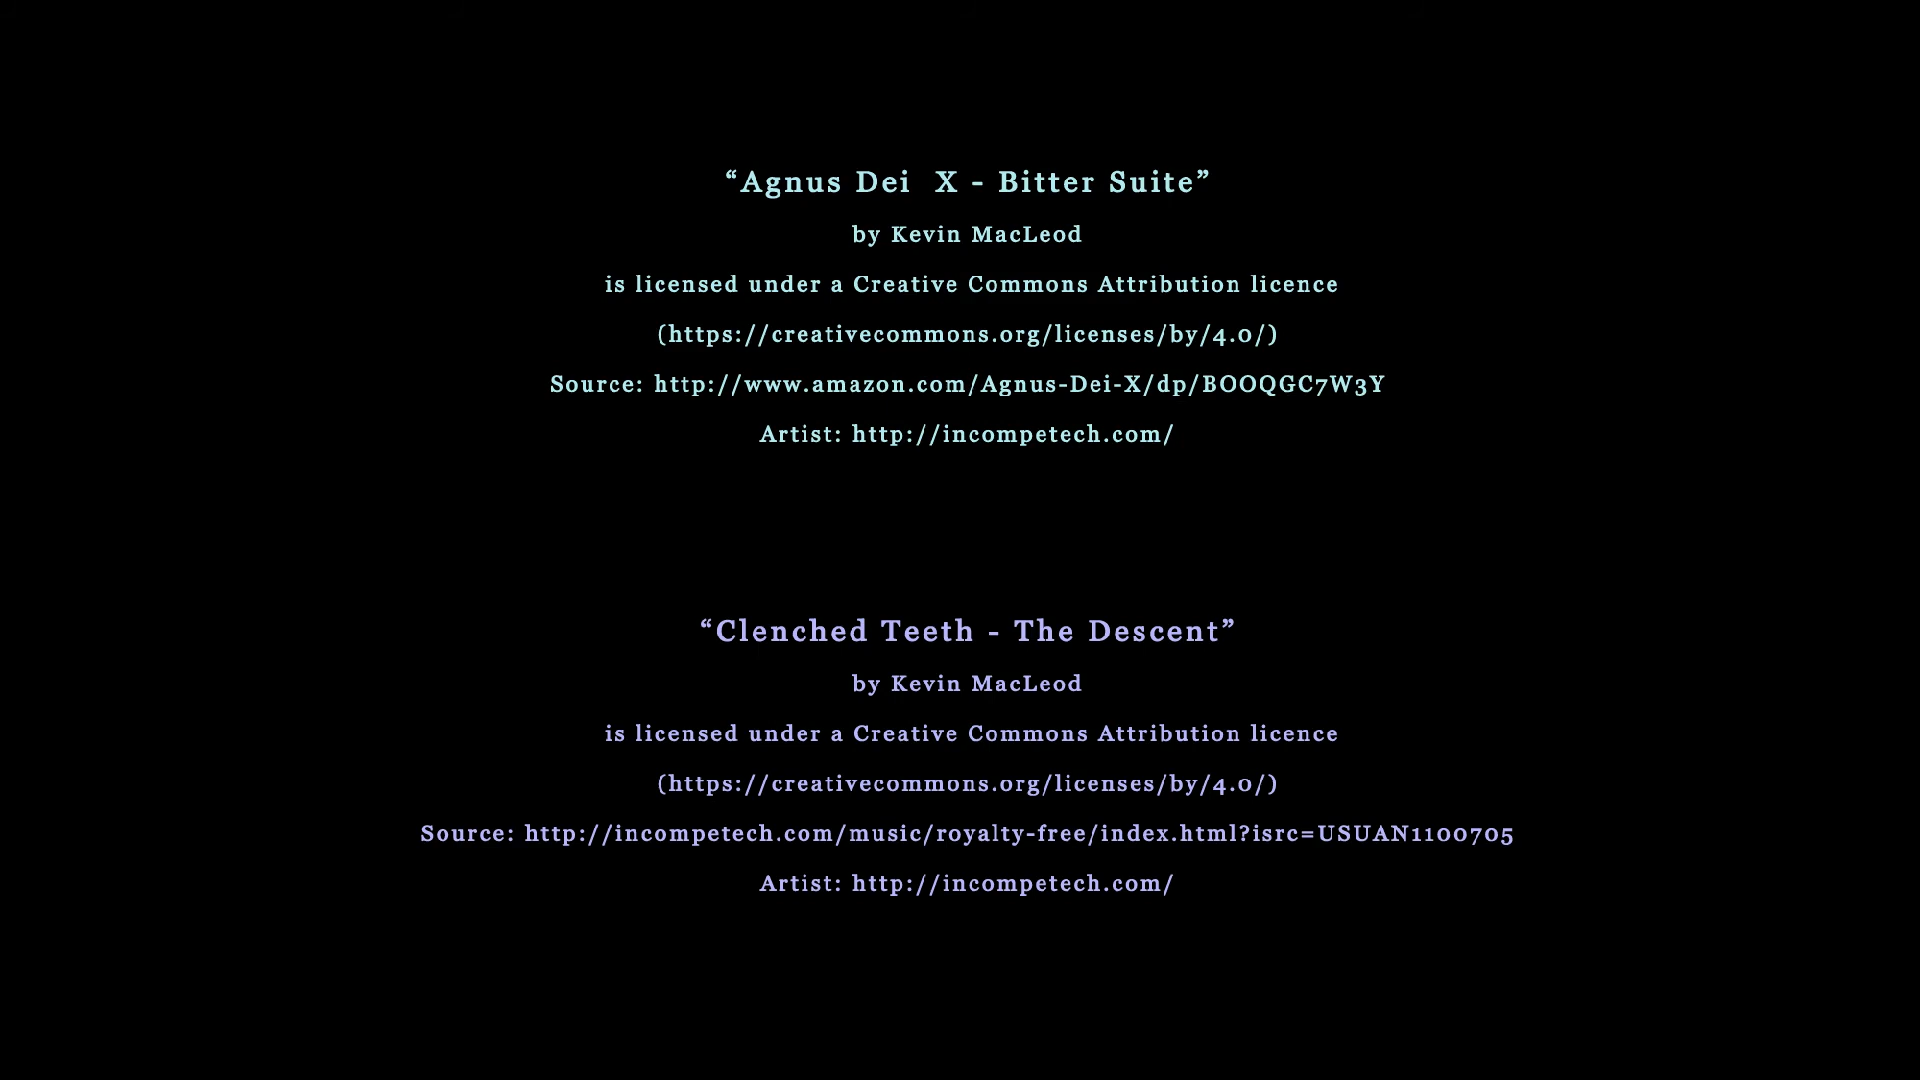 “Agnus Dei  X - Bitter Suite”
by Kevin MacLeod
is licensed under a Creative Commons Attribution licence
(https://creativecommons.org/licenses/by/4.0/)
Source: http://www.amazon.com/Agnus-Dei-X/dp/BOOQGC7W3Y
Artist: http://incompetech.com/
“Clenched Teeth - The Descent”
by Kevin MacLeod
is licensed under a Creative Commons Attribution licence
(https://creativecommons.org/licenses/by/4.0/)
Source: http://incompetech.com/music/royalty-free/index.html?isrc=USUAN1100705
Artist: http://incompetech.com/